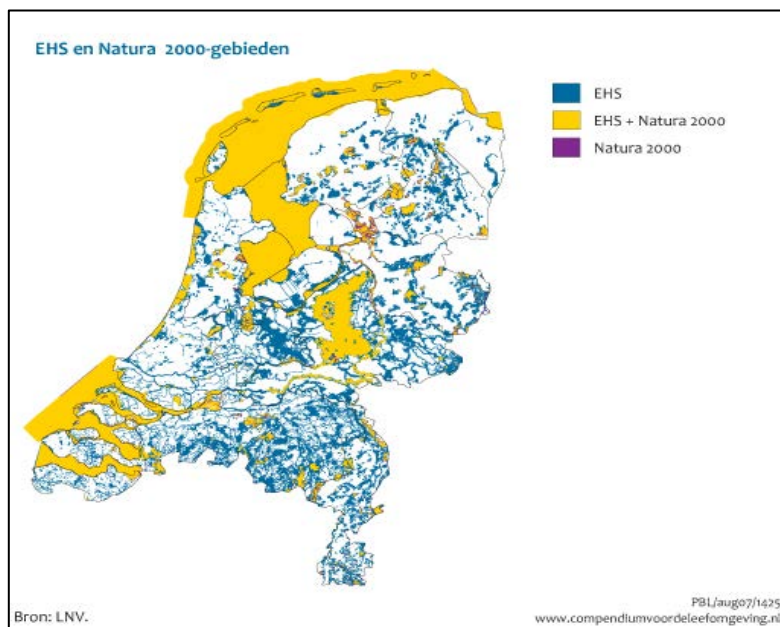 EHS en Natura 2000-gebieden
EHS
EHS + Natura 2000
Natura 2000
Bron: LNV.
PBL/aug07/1425
www.compendiumvoordeleefomgeving.nl